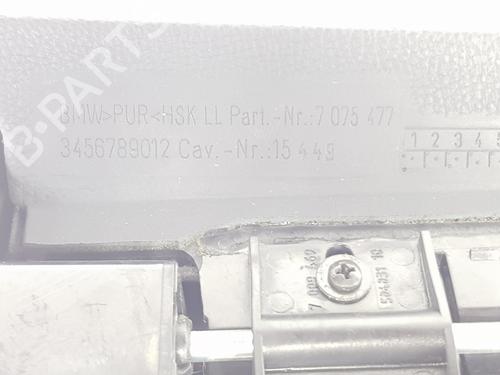 BMW>PUR<HSK LL Part.-Nr.:7 075 477
3456789012 Cav.-Nr.:15 449
1 2 3 4
B-PARTS